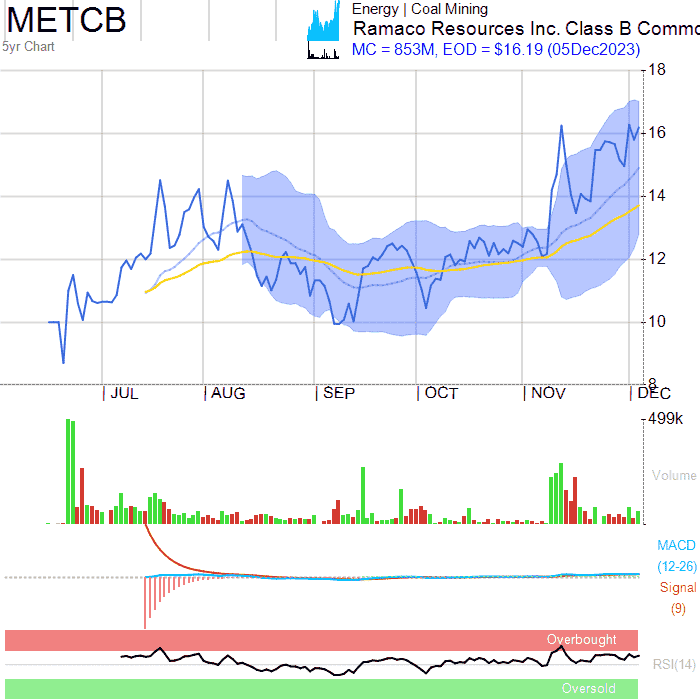 METCB
5yr Chart
Energy | Coal Mining
Ramaco Resources Inc. Class B Commo
MC = 853M, EOD = $16.19 (05Dec2023)
18
16
14
12
10
8
JUL AUG SEP OCT NOV DEC
499k
Volume
MACD
(12-26)
Signal
(9)
Overbought
RSI(14)
Oversold